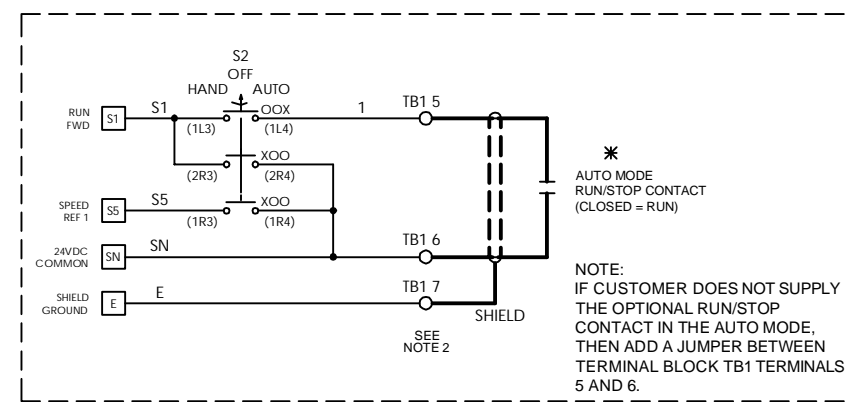 S2
OFF
HAND AUTO
RUN
FWD
S1
S1
OOX
1
TB1 5
(1L3)
(1L4)
XOO
(2R3)
(2R4)
SPEED
REF 1
S5
S5
XOO
(1R3)
(1R4)
24VDC
COMMON
SN
SN
TB1 6
SHIELD
GROUND
E
E
TB1 7
SHIELD
SEE
NOTE 2
AUTO MODE
RUN/STOP CONTACT
(CLOSED = RUN)
NOTE:
IF CUSTOMER DOES NOT SUPPLY
THE OPTIONAL RUN/STOP
CONTACT IN THE AUTO MODE,
THEN ADD A JUMPER BETWEEN
TERMINAL BLOCK TB1 TERMINALS
5 AND 6.